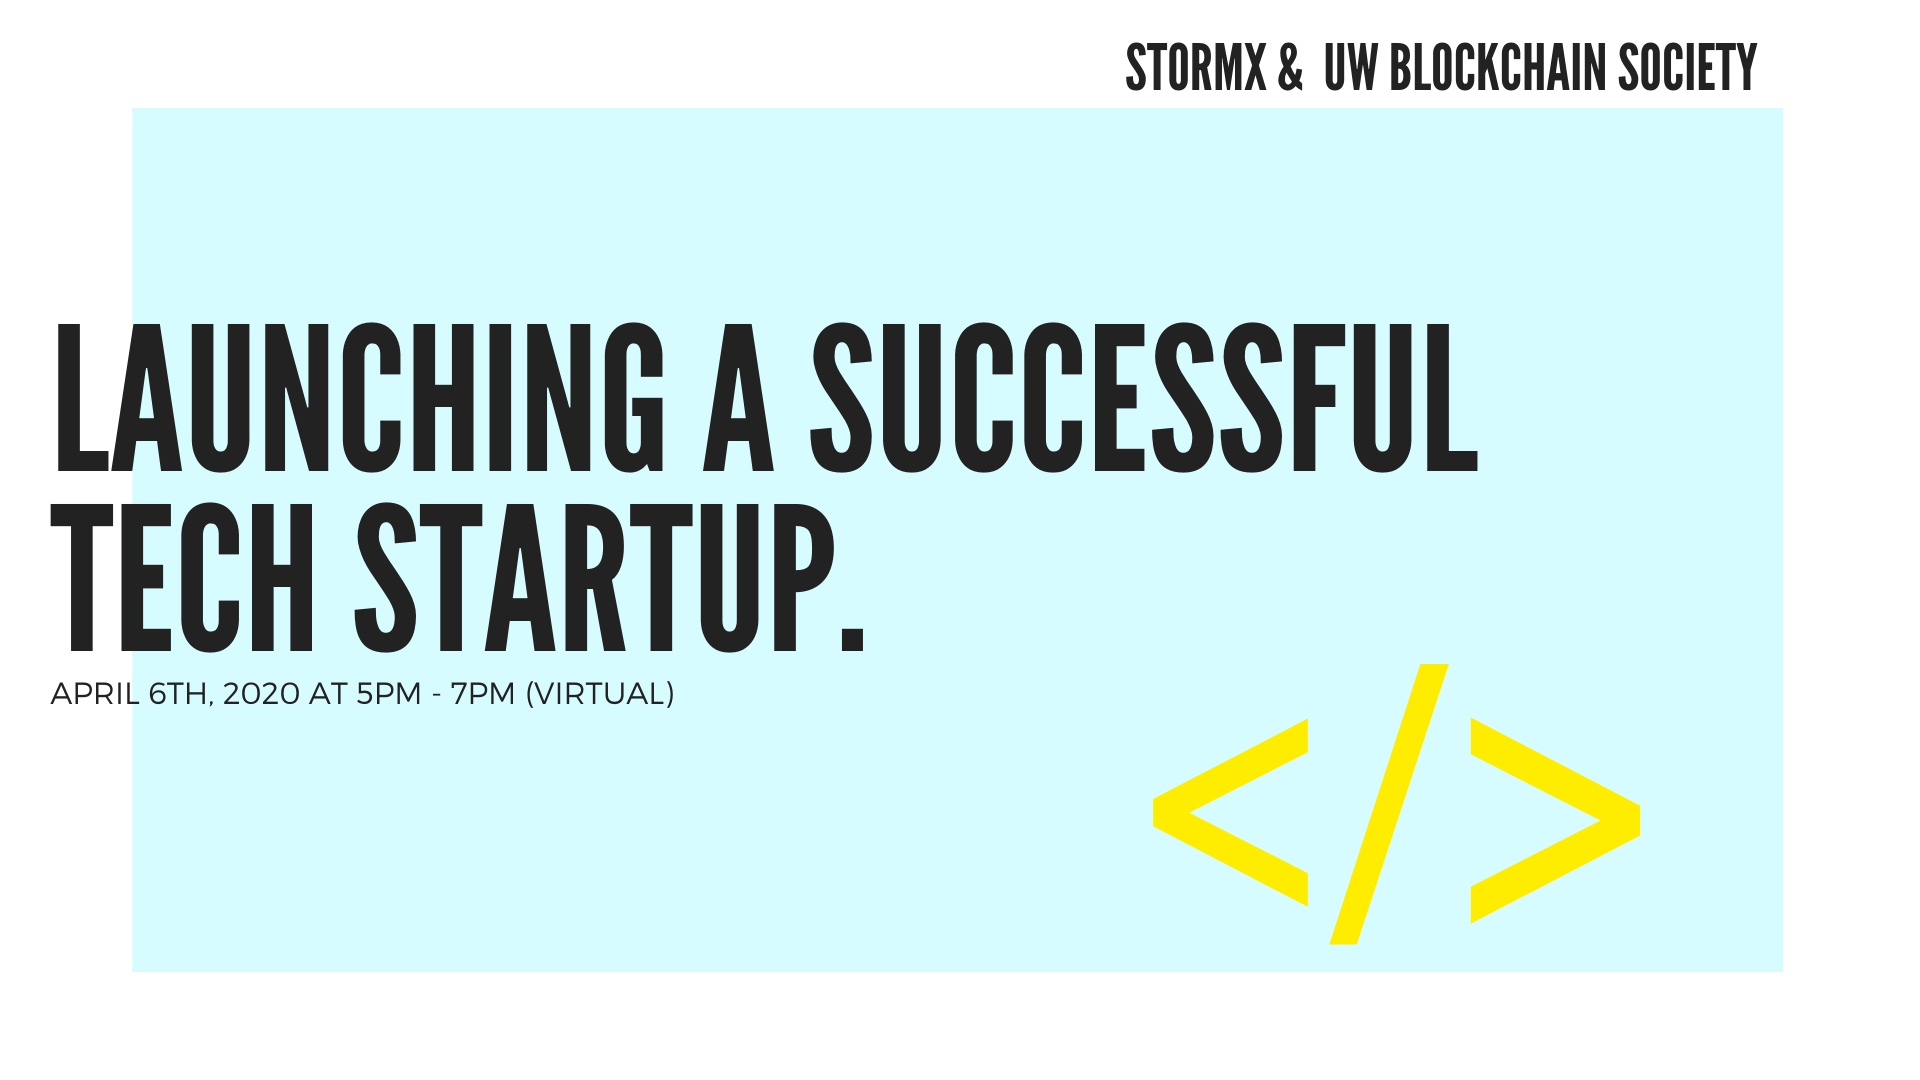 STORMX &  UW BLOCKCHAIN SOCIETY
LAUNCHING A SUCCESSFUL
TECH STARTUP.
APRIL 6TH, 2020 AT 5PM - 7PM (VIRTUAL)
</>